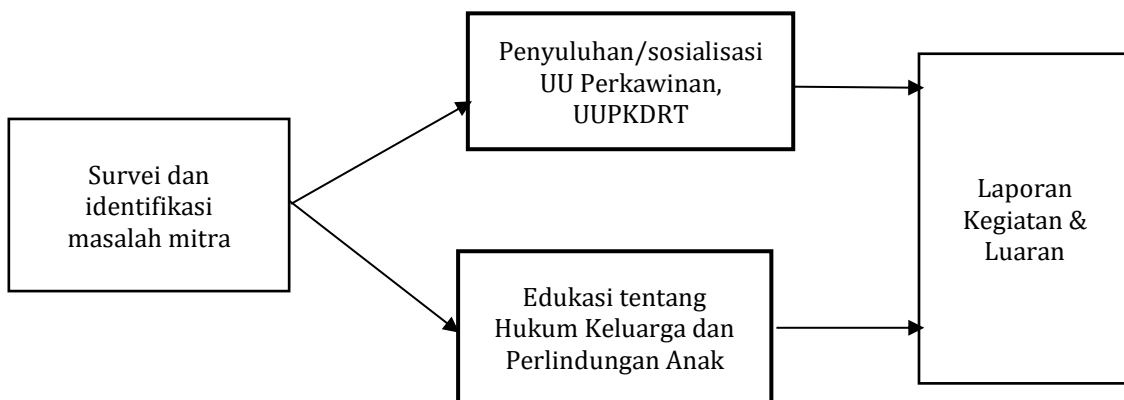 Survei dan
identifikasi
masalah mitra
Penyuluhan/sosialisasi
UU Perkawinan,
UUPKDRT
Edukasi tentang
Hukum Keluarga dan
Perlindungan Anak
Laporan
Kegiatan &
Luaran